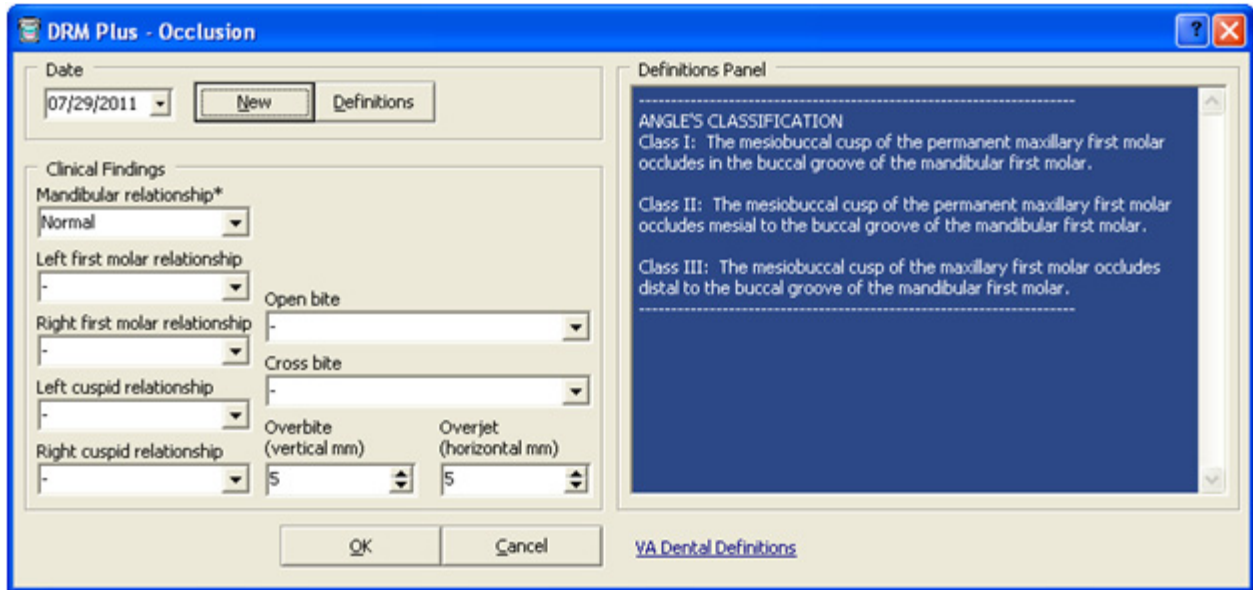 DRM Plus - Occlusion
Date
07/29/2011
New
Definitions
Clinical Findings
Mandibular relationship*
Normal
Left first molar relationship
-
Right first molar relationship
-
Left cuspid relationship
-
Right cuspid relationship
-
Open bite
-
Cross bite
-
Overbite
(vertical mm)
5
Overjet
(horizontal mm)
5
OK
Cancel
Definitions Panel
--------------------------------------------------------------------
ANGLE'S CLASSIFICATION
Class I:  The mesiobuccal cusp of the permanent maxillary first molar
occludes in the buccal groove of the mandibular first molar.
Class II:  The mesiobuccal cusp of the permanent maxillary first molar
occludes mesial to the buccal groove of the mandibular first molar.
Class III:  The mesiobuccal cusp of the maxillary first molar occludes
distal to the buccal groove of the mandibular first molar.
--------------------------------------------------------------------
VA Dental Definitions